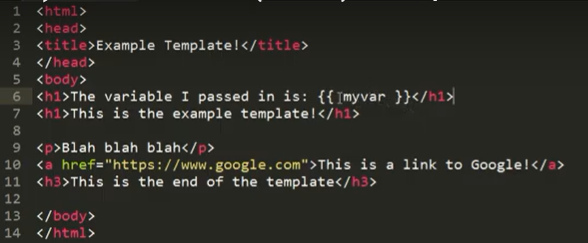 1 <html>
2 <head>
3 <title>Example Template!</title>
4 </head>
5 <body>
6 <h1>The variable I passed in is: {{ myvar }}</h1>
7 <h1>This is the example template!</h1>
8
9 <p>Blah blah blah</p>
10 <a href="https://www.google.com">This is a link to Google!</a>
11 <h3>This is the end of the template</h3>
12
13 </body>
14 </html>